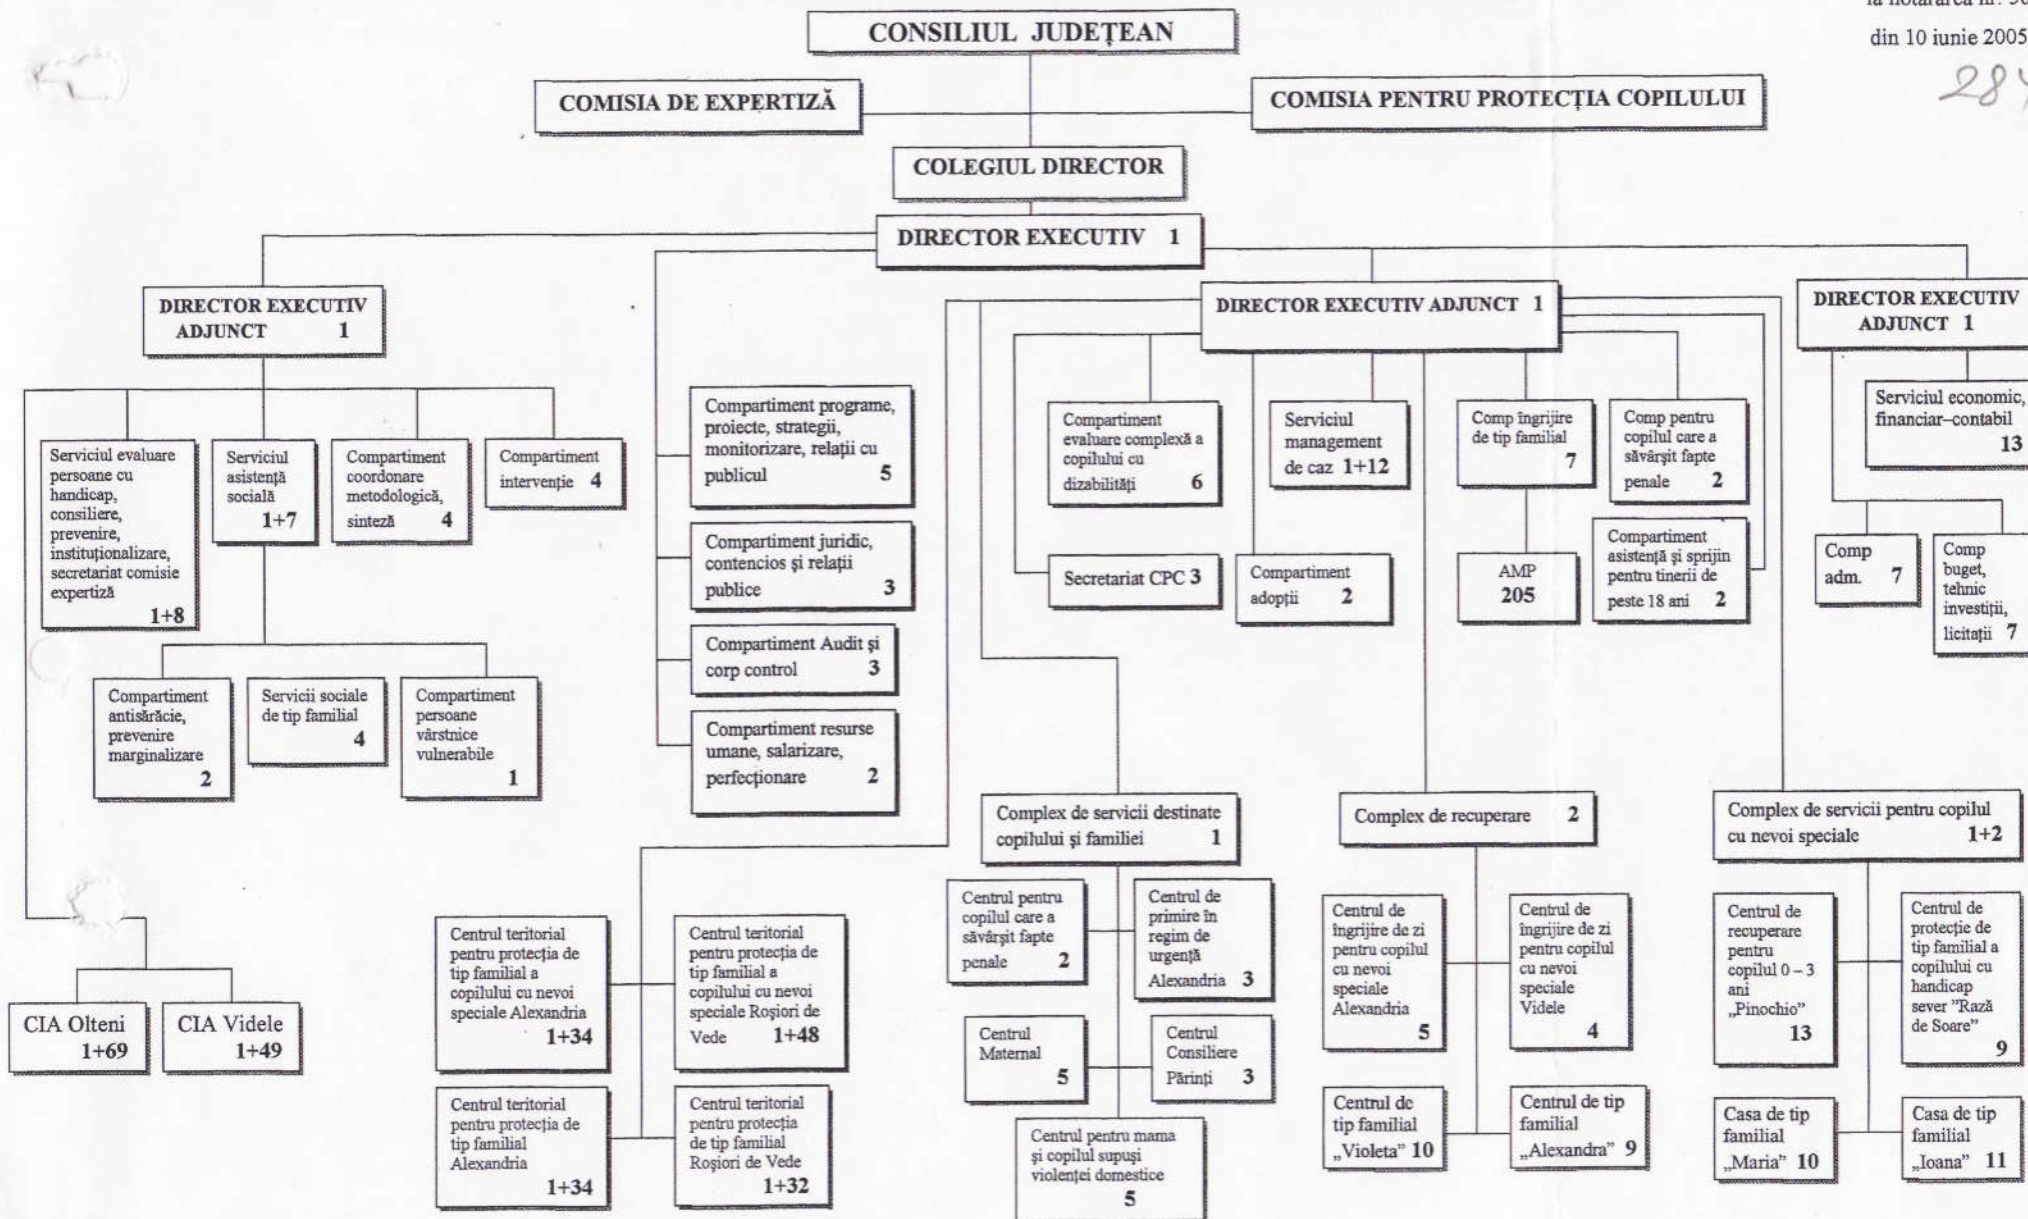 din 10 iunie 2005
CONSILIUL JUDEȚEAN
COMISIA DE EXPERTIZĂ
COMISIA PENTRU PROTECȚIA COPILULUI
COLEGIUL DIRECTOR
DIRECTOR EXECUTIV 1
DIRECTOR EXECUTIV
ADJUNCT 1
DIRECTOR EXECUTIV ADJUNCT 1
DIRECTOR EXECUTIV
ADJUNCT 1
Serviciul evaluare
persoane cu
handicap,
consiliere,
prevenire,
instituționalizare,
secretariat comisie
expertiză
1+8
Serviciul
asistență
socială
1+7
Compartiment
coordonare
metodologică,
sinteză 4
Compartiment
intervenție 4
Compartiment
antisărăcie,
prevenire
marginalizare
2
Servicii sociale
de tip familial
4
Compartiment
persoane
vârstnice
vulnerabile
1
CIA Olteni
1+69
CIA Videle
1+49
Compartiment programe,
proiecte, strategii,
monitorizare, relații cu
publicul 5
Compartiment juridic,
contencios și relații
publice 3
Compartiment Audit și
corp control 3
Compartiment resurse
umane, salarizare,
perfecționare 2
Compartiment
evaluare complexă a
copilului cu
dizabilități 6
Serviciul
management
de caz 1+12
Comp îngrijire
de tip familial
7
Comp pentru
copilul care a
săvârșit fapte
penale 2
Secretariat CPC 3
Compartiment
adopții 2
AMP
205
Compartiment
asistență și sprijin
pentru tinerii de
peste 18 ani 2
Serviciul economic,
financiar–contabil
13
Comp
adm. 7
Comp
buget,
tehnic
investiții,
licitații 7
Centrul teritorial
pentru protecția de
tip familial a
copilului cu nevoi
speciale Alexandria
1+34
Centrul teritorial
pentru protecția de
tip familial a
copilului cu nevoi
speciale Roșiori de
Vede 1+48
Centrul teritorial
pentru protecția de
tip familial
Alexandria
1+34
Centrul teritorial
pentru protecția
de tip familial
Roșiori de Vede
1+32
Complex de servicii destinate
copilului și familiei 1
Centrul pentru
copilul care a
săvârșit fapte
penale 2
Centrul de
primire în
regim de
urgență
Alexandria 3
Centrul
Maternal
5
Centrul
Consiliere
Părinți 3
Centrul pentru mama
și copilul supuși
violenței domestice
5
Complex de recuperare 2
Centrul de
îngrijire de zi
pentru copilul
cu nevoi
speciale
Alexandria
5
Centrul de
îngrijire de zi
pentru copilul
cu nevoi
speciale
Videle
4
Centrul de
tip familial
„Violeta” 10
Centrul de tip
familial
„Alexandra” 9
Complex de servicii pentru copilul
cu nevoi speciale 1+2
Centrul de
recuperare
pentru
copilul 0 – 3
ani
„Pinochio”
13
Centrul de
protecție de
tip familial a
copilului cu
handicap
sever "Rază
de Soare”
9
Casa de tip
familial
„Maria” 10
Casa de tip
familial
„Ioana” 11